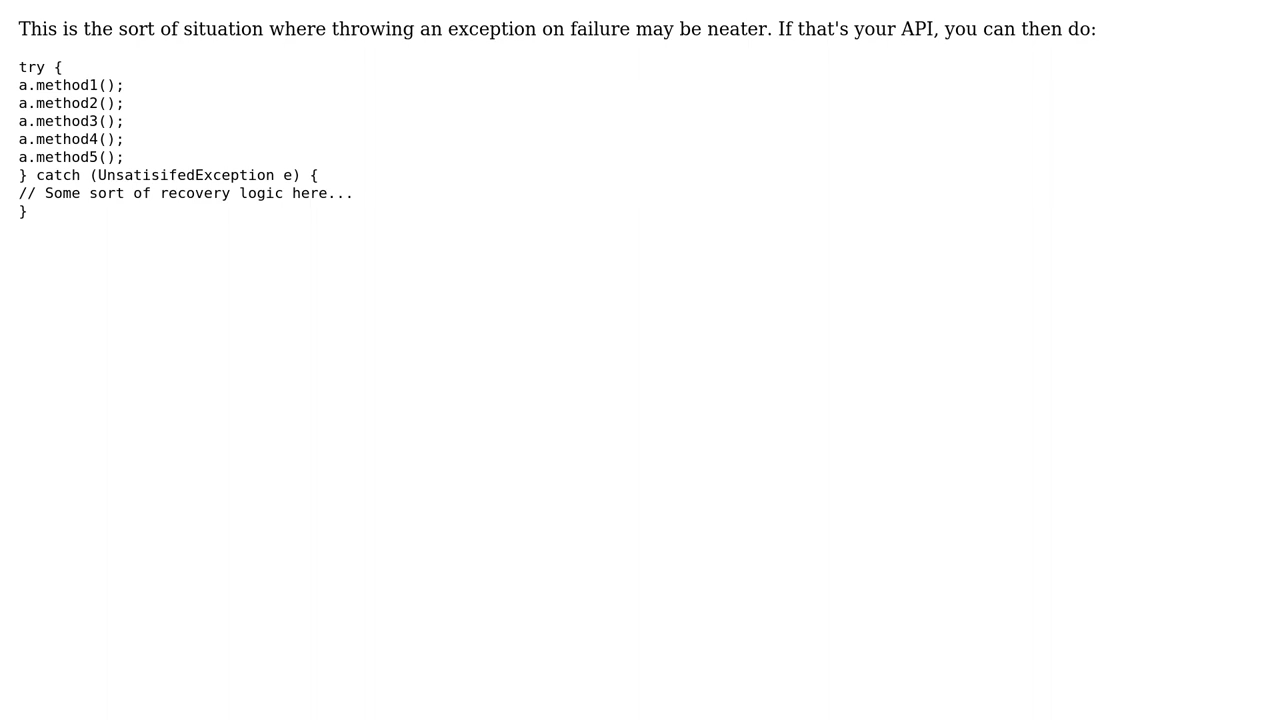 This is the sort of situation where throwing an exception on failure may be neater. If that's your API, you can then do:
try {
a.method1();
a.method2();
a.method3();
a.method4();
a.method5();
} catch (UnsatisifedException e) {
// Some sort of recovery logic here...
}